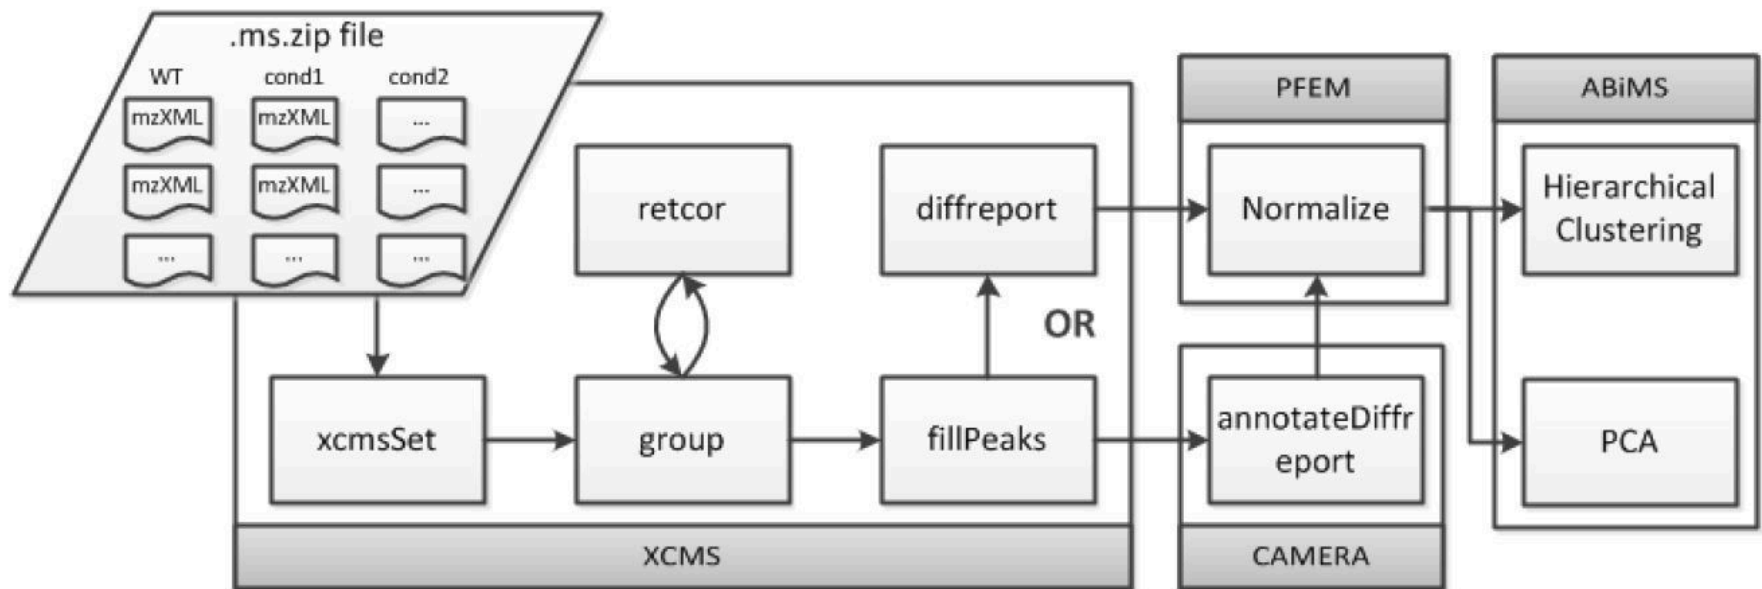 .ms.zip file
WT cond1 cond2
mzXML mzXML ...
mzXML mzXML ...
... ... ...
retcor
diffreport
OR
xcmsSet
group
fillPeaks
XCMS
PFEM
Normalize
annotateDiffr
eport
CAMERA
ABiMS
Hierarchical
Clustering
PCA